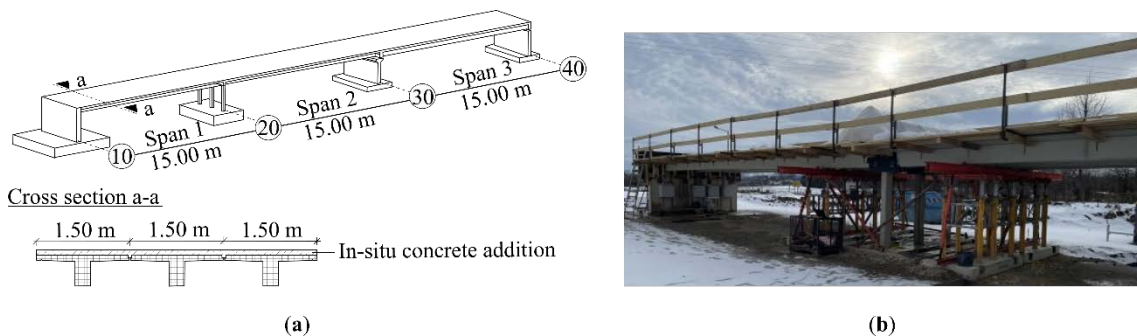 a
a
Span 1
15.00 m
Span 2
15.00 m
Span 3
15.00 m
10
20
30
40
Cross section a-a
1.50 m 1.50 m 1.50 m
In-situ concrete addition
(a)
(b)